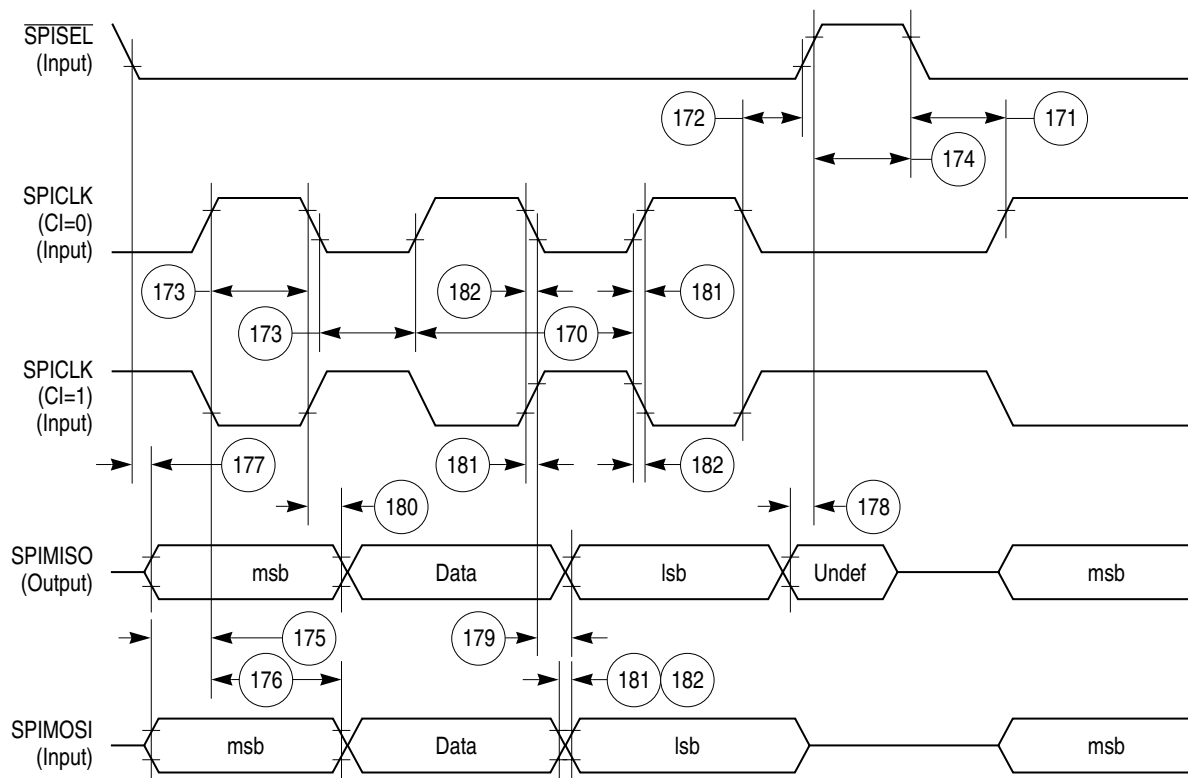 SPISEL
(Input)
172
171
174
SPICLK
(CI=0)
(Input)
173
182
181
173
170
SPICLK
(CI=1)
(Input)
177
181
182
180
178
SPIMISO
(Output)
msb
Data
lsb
Undef
msb
175
179
176
181
182
SPIMOSI
(Input)
msb
Data
lsb
msb